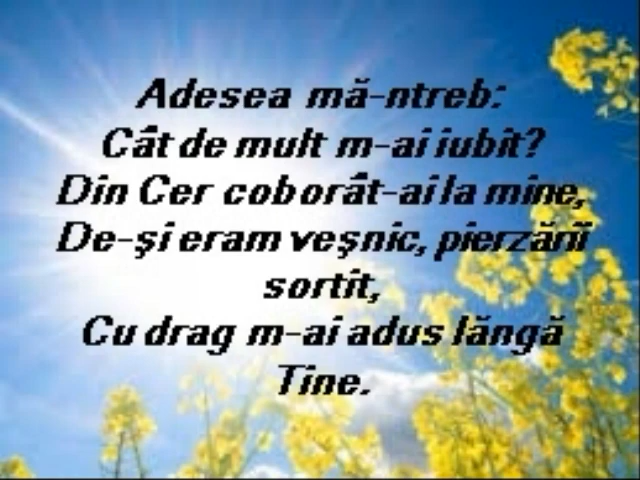 Adesea mă-ntreb:
Cât de mult m-ai iubit?
Din Cer coborât-ai la mine,
De-şi eram veşnic, pierzării
sortit,
Cu drag m-ai adus lăngă
Tine.